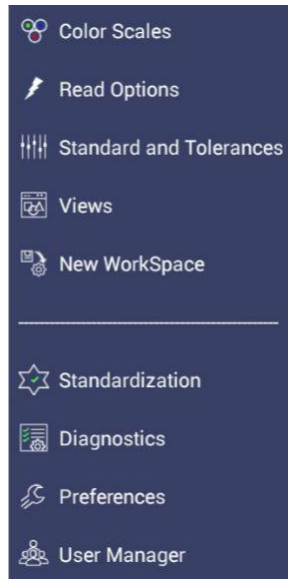 Color Scales
Read Options
Standard and Tolerances
Views
New WorkSpace
Standardization
Diagnostics
Preferences
User Manager